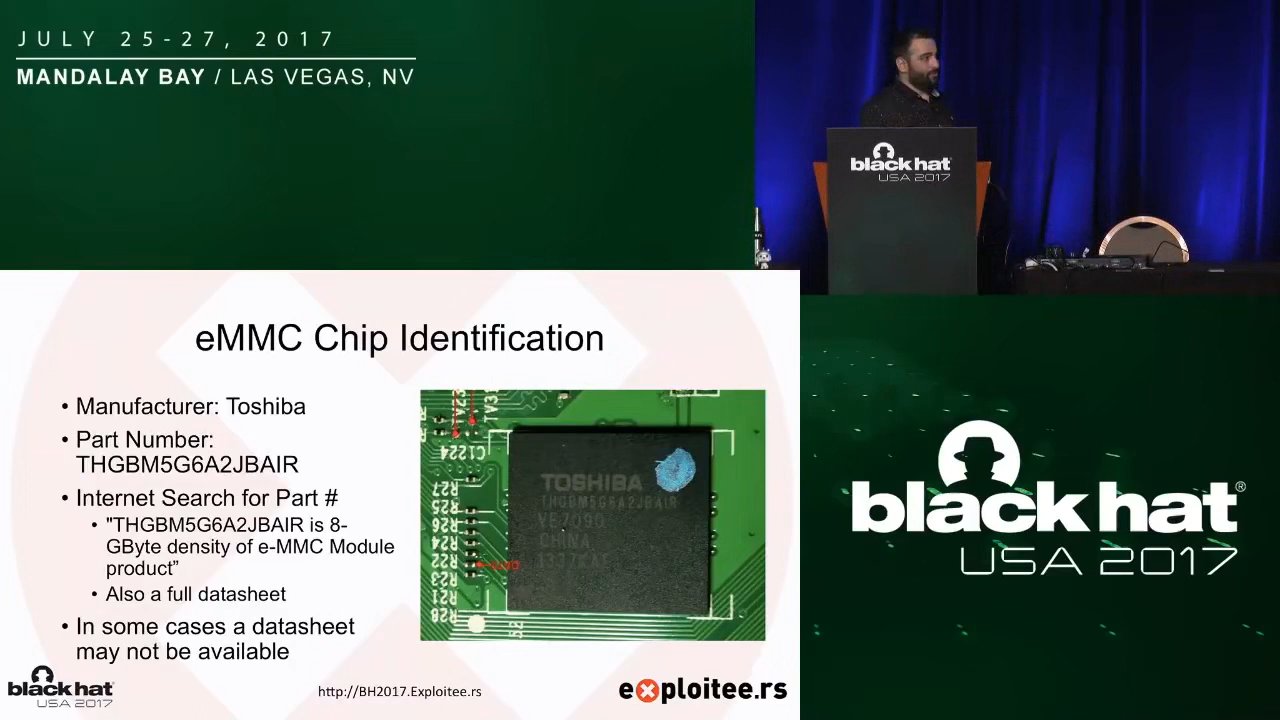 JULY 25-27, 2017
MANDALAY BAY / LAS VEGAS, NV
black hat
USA 2017
eMMC Chip Identification
• Manufacturer: Toshiba
• Part Number:
THGBM5G6A2JBAIR
• Internet Search for Part #
• "THGBM5G6A2JBAIR is 8-
GByte density of e-MMC Module
product”
• Also a full datasheet
• In some cases a datasheet
may not be available
C1224
R27
R25
R26
R24
R22
R23
R21
R28
TOSHIBA
THGBM5G6A2JBAIR
VE7090
CHINA
black hat
USA 2017
http://BH2017.Exploitee.rs
exploitee.rs
black hat®
USA 2017